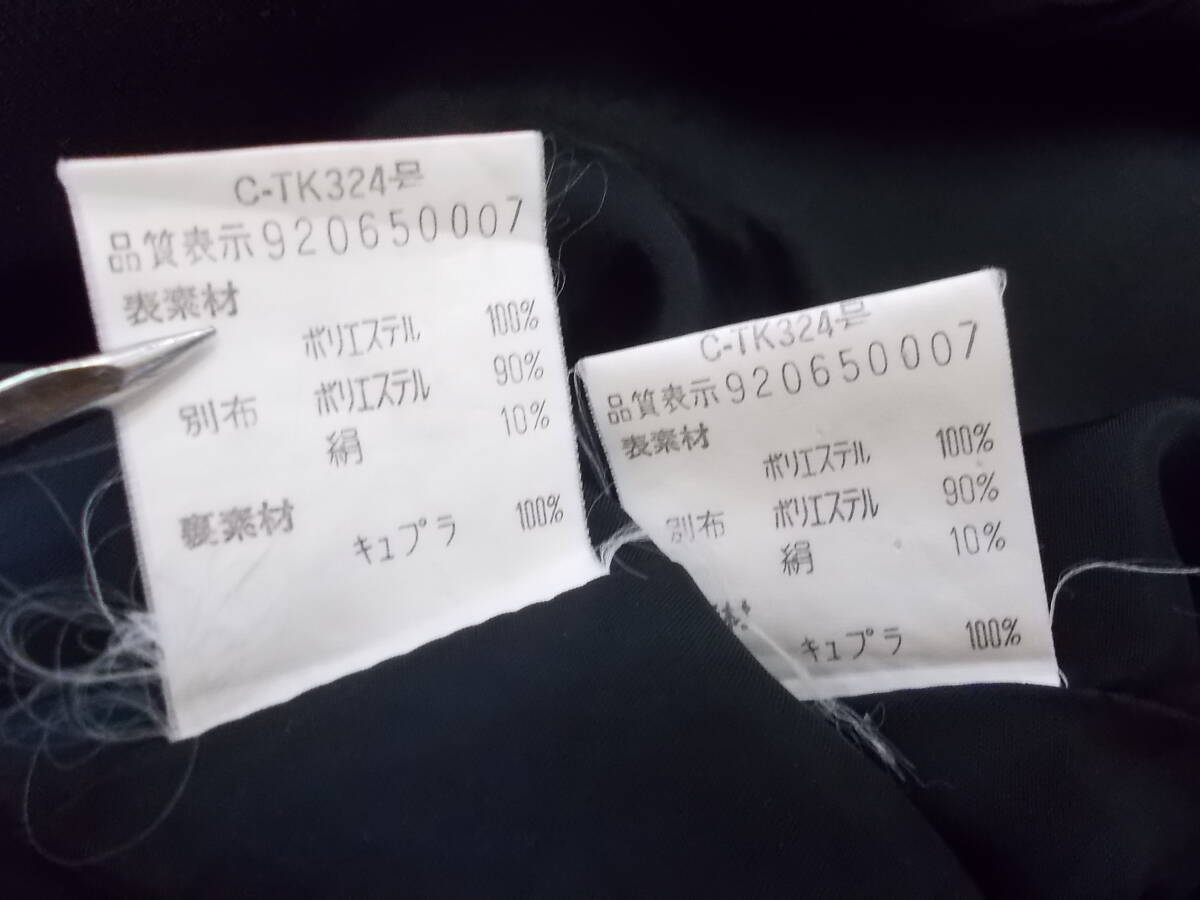 C-TK324号
品質表示920650007
表素材
ポリエステル 100%
別布 ポリエステル 90%
絹 10%
裏素材
キュプラ 100%
C-TK324号
品質表示920650007
表素材
ポリエステル 100%
別布 ポリエステル 90%
絹 10%
キュプラ 100%